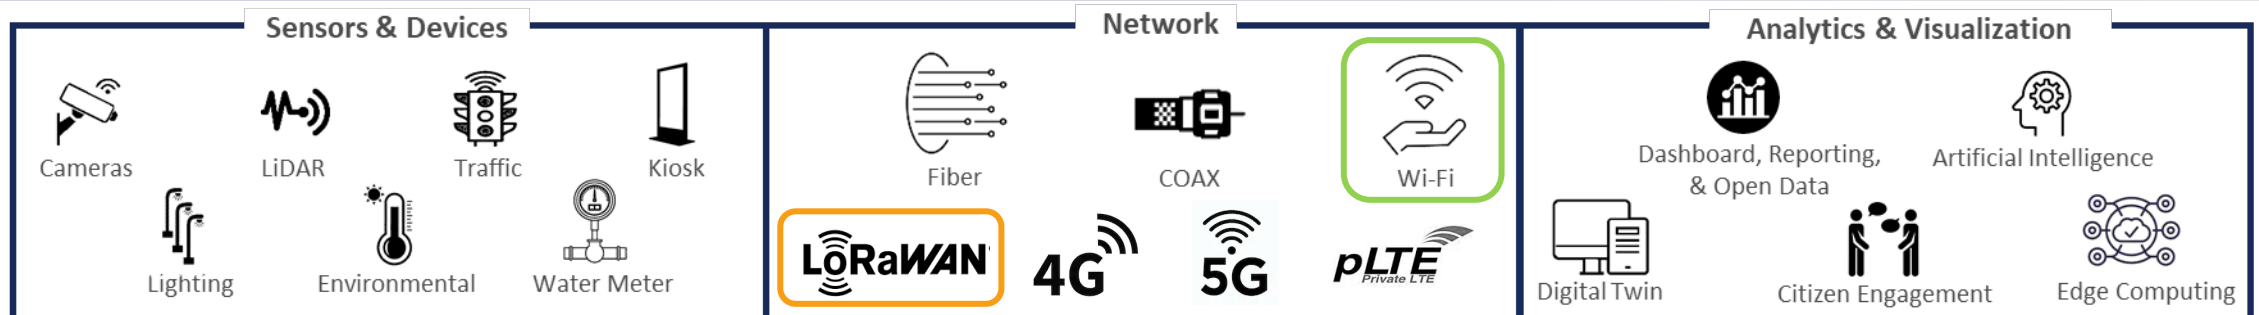 Sensors & Devices
Cameras
LiDAR
Traffic
Kiosk
Lighting
Environmental
Water Meter
Network
Fiber
COAX
Wi-Fi
LoRaWAN
4G
5G
pLTE
Private LTE
Analytics & Visualization
Dashboard, Reporting,
& Open Data
Artificial Intelligence
Digital Twin
Citizen Engagement
Edge Computing